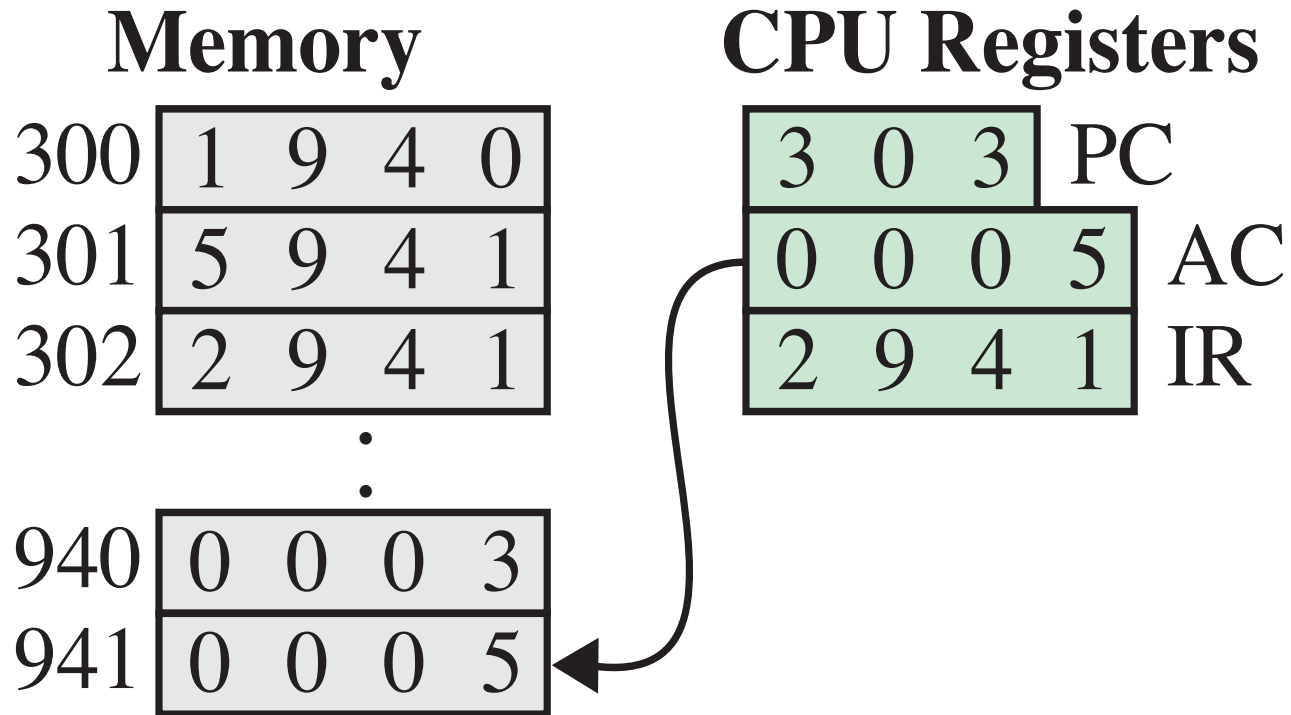 Memory CPU Registers
300 1 9 4 0 3 0 3 PC
301 5 9 4 1 0 0 0 5 AC
302 2 9 4 1 2 9 4 1 IR
940 0 0 0 3
941 0 0 0 5